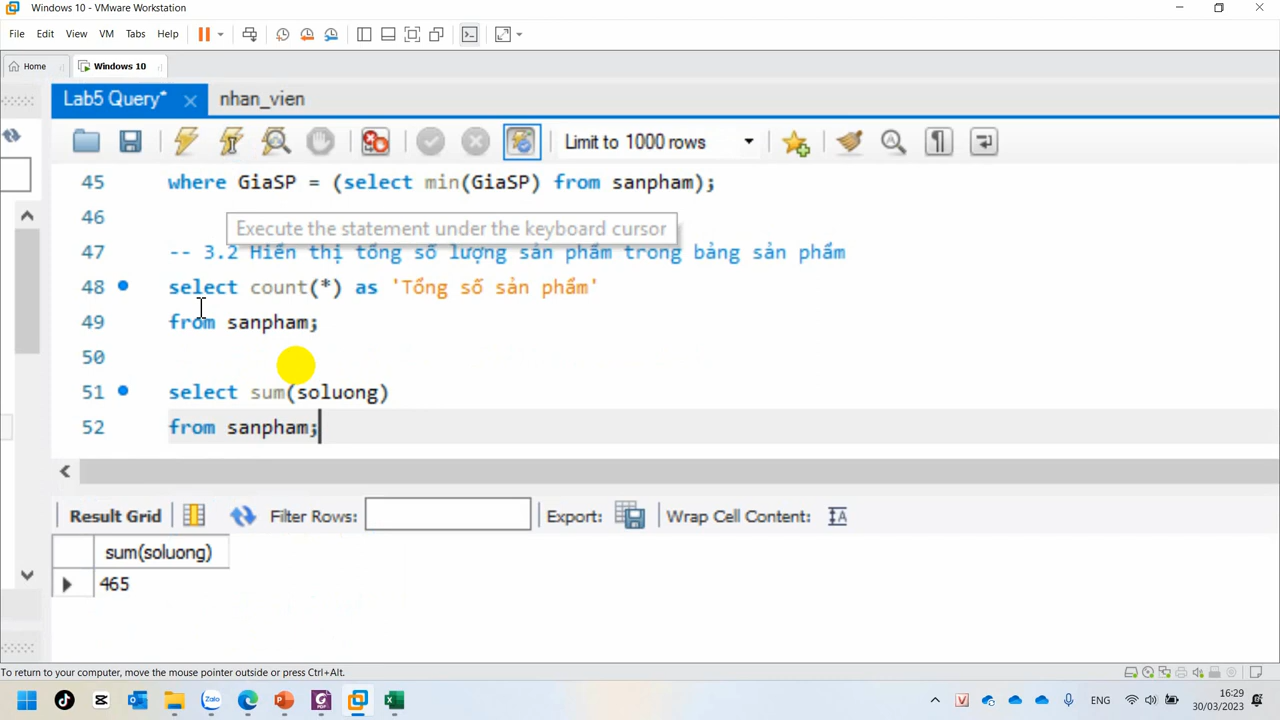 Windows 10 - VMware Workstation
File Edit View VM Tabs Help
Home Windows 10
Lab5 Query* nhan_vien
Limit to 1000 rows
45 where GiaSP = (select min(GiaSP) from sanpham);
46
Execute the statement under the keyboard cursor
47 -- 3.2 Hiển thị tổng số lượng sản phẩm trong bảng sản phẩm
48 select count(*) as 'Tổng số sản phẩm'
49 from sanpham;
50
51 select sum(soluong)
52 from sanpham;
Result Grid Filter Rows: Export: Wrap Cell Content:
sum(soluong)
465
To return to your computer, move the mouse pointer outside or press Ctrl+Alt.
Zalo ENG 16:29
30/03/2023